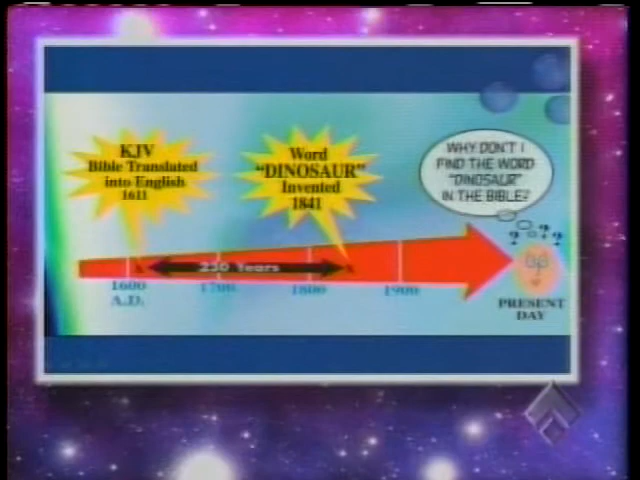 KJV
Bible Translated
into English
1611
Word
"DINOSAUR"
Invented
1841
WHY DON'T I
FIND THE WORD
"DINOSAUR"
IN THE BIBLE?
? ? ? ?
X 230 Years X
1600
A.D.
1700
1800
1900
PRESENT
DAY